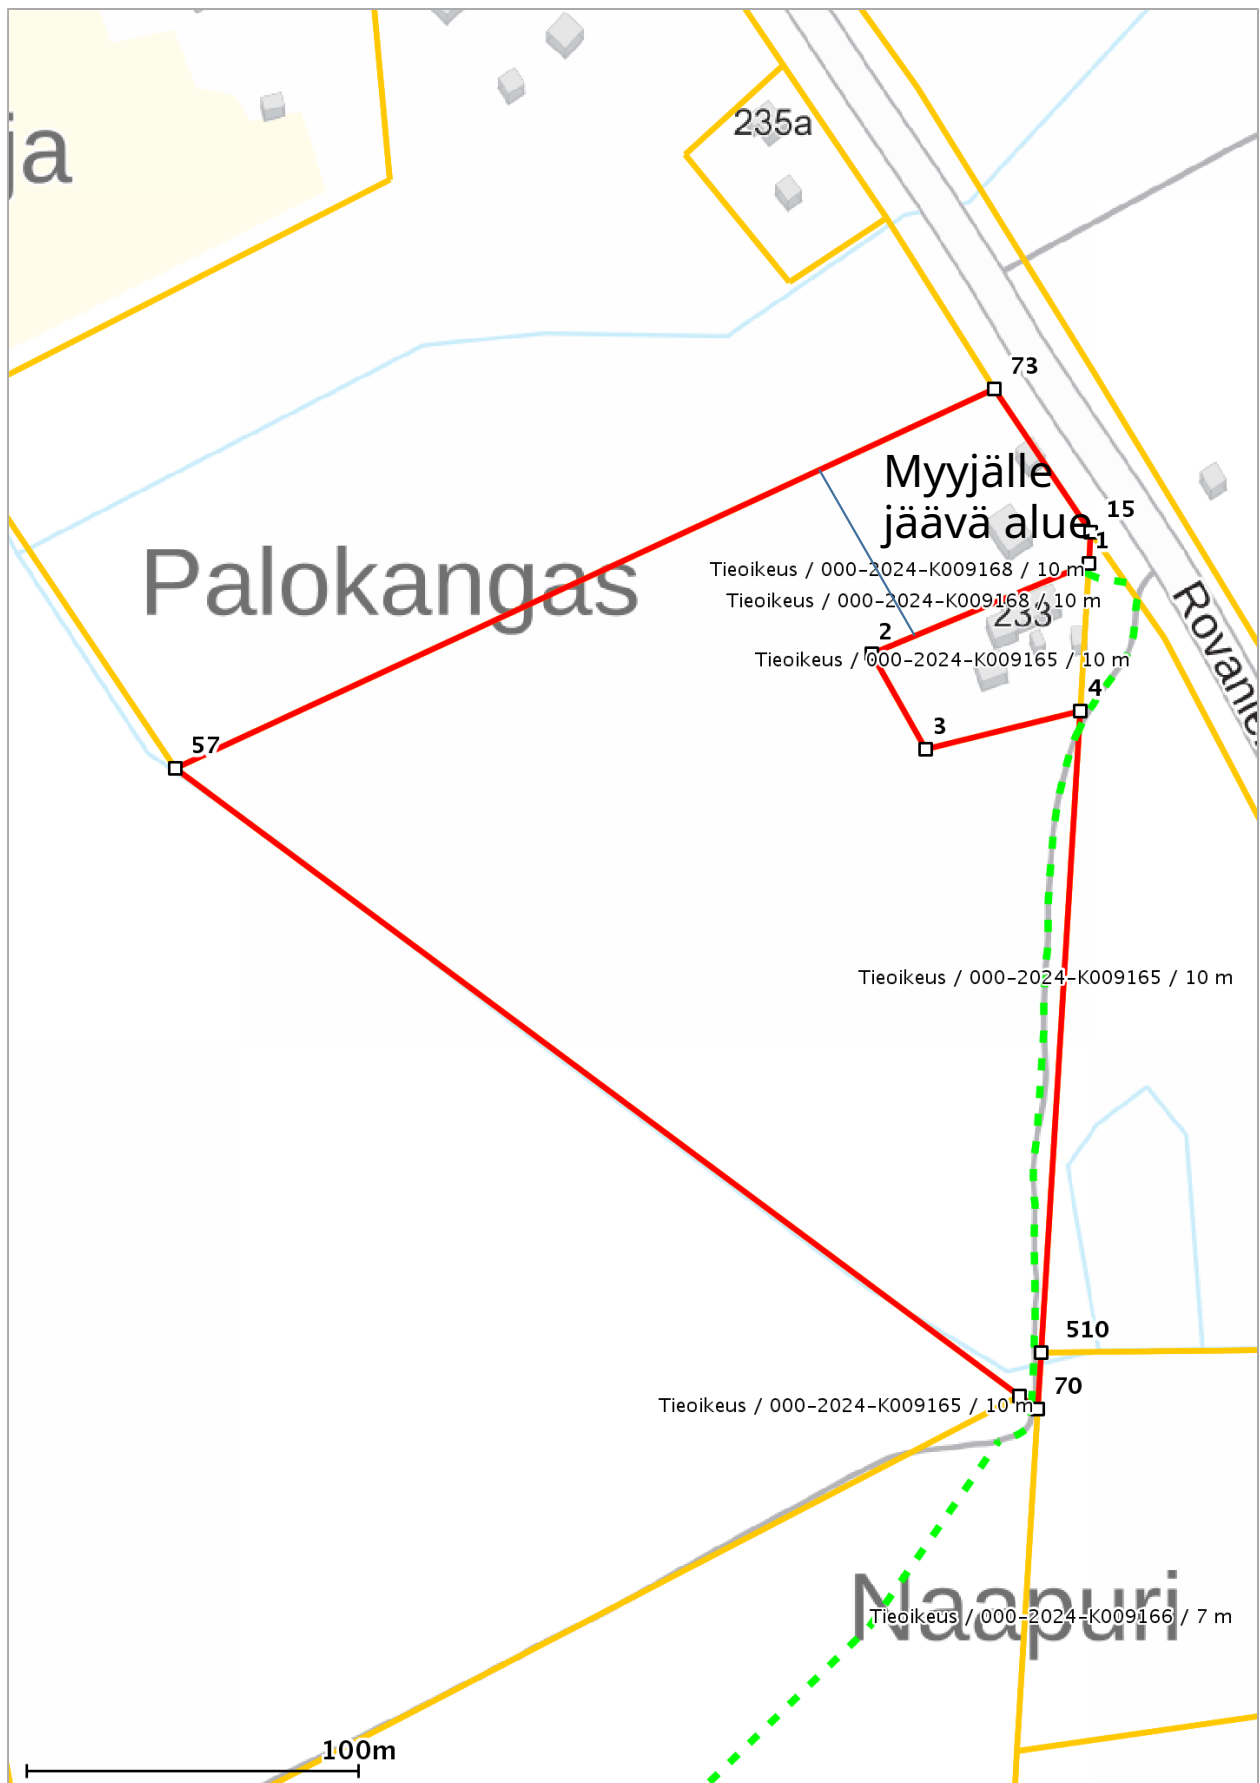 235a
ja
73
Myyjälle
jäävä alue
15
1
Tieoikeus / 000-2024-K009168 / 10 m
Palokangas
Tieoikeus / 000-2024-K009168 / 10 m
233
2
Tieoikeus / 000-2024-K009165 / 10 m
4
3
57
Tieoikeus / 000-2024-K009165 / 10 m
510
70
Tieoikeus / 000-2024-K009165 / 10 m
Naapuri
Tieoikeus / 000-2024-K009166 / 7 m
100m